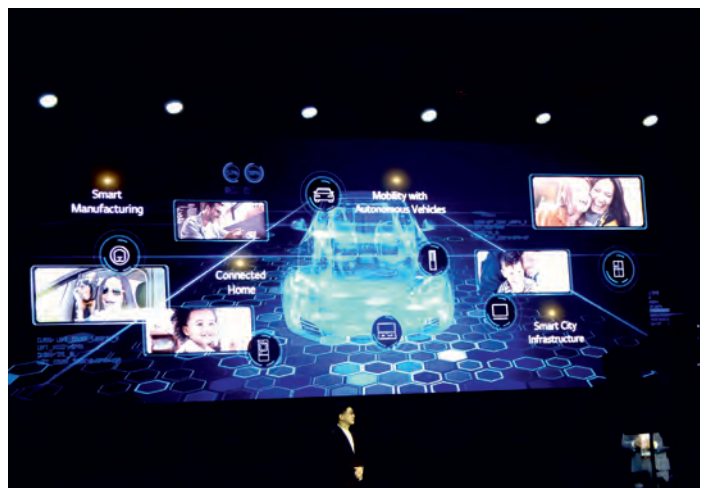 Smart
Manufacturing
Mobility with
Autonomous Vehicles
Connected
Home
Smart City
Infrastructure